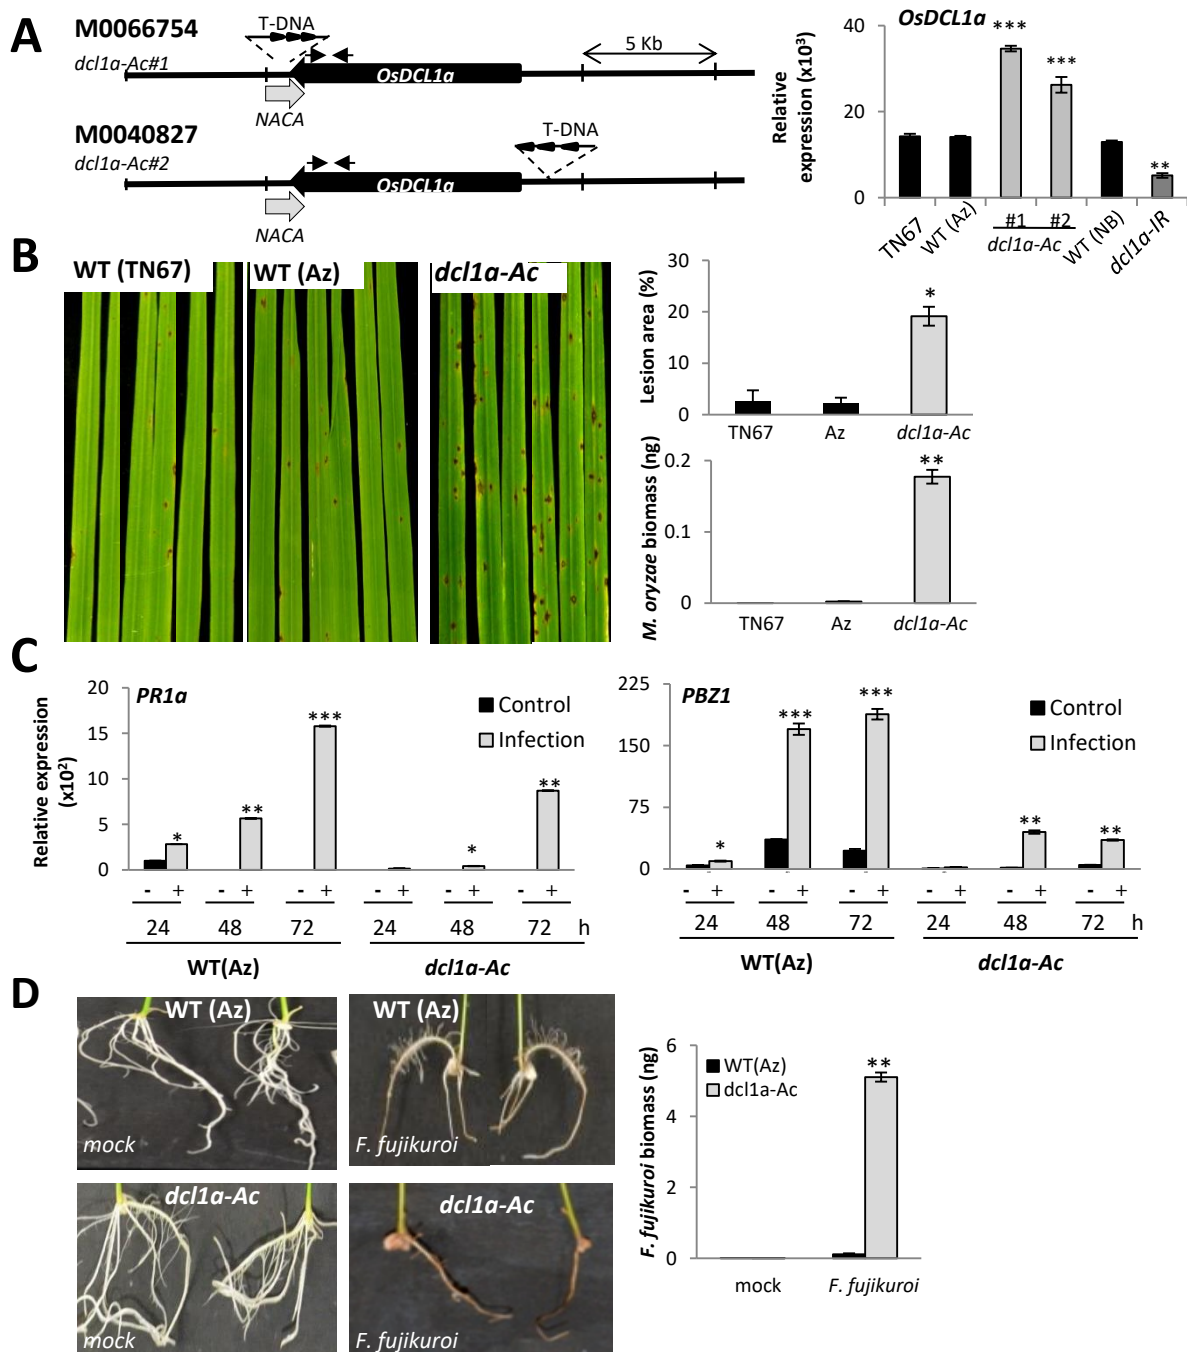 A
M0066754
dcl1a-Ac#1
T-DNA
5 Kb
OsDCL1a
NACA
M0040827
dcl1a-Ac#2
T-DNA
OsDCL1a
NACA
OsDCL1a
Relative expression (x10³)
40
20
0
***
***
**
TN67
WT (Az)
#1
#2
dcl1a-Ac
WT (NB)
dcl1a-IR
B
WT (TN67)
WT (Az)
dcl1a-Ac
Lesion area (%)
30
20
10
0
*
TN67
Az
dcl1a-Ac
M. oryzae biomass (ng)
0.2
0.1
0
**
TN67
Az
dcl1a-Ac
C
Relative expression
(x10²)
20
15
10
5
0
PR1a
Control
Infection
*
**
***
*
**
- + - + - + - + - + - +
24 48 72 24 48 72 h
WT(Az) dcl1a-Ac
225
150
75
0
PBZ1
Control
Infection
*
***
***
**
**
- + - + - + - + - + - +
24 48 72 24 48 72 h
WT(Az) dcl1a-Ac
D
WT (Az)
mock
WT (Az)
F. fujikuroi
dcl1a-Ac
mock
dcl1a-Ac
F. fujikuroi
F. fujikuroi biomass (ng)
6
4
2
0
WT(Az)
dcl1a-Ac
**
mock
F. fujikuroi